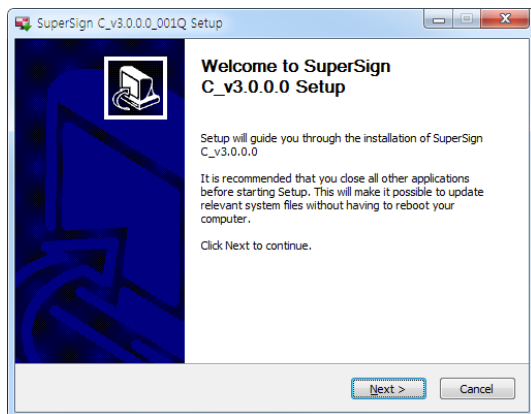 SuperSign C_v3.0.0.0_001Q Setup
Welcome to SuperSign
C_v3.0.0.0 Setup
Setup will guide you through the installation of SuperSign
C_v3.0.0.0
It is recommended that you close all other applications
before starting Setup. This will make it possible to update
relevant system files without having to reboot your
computer.
Click Next to continue.
Next >
Cancel